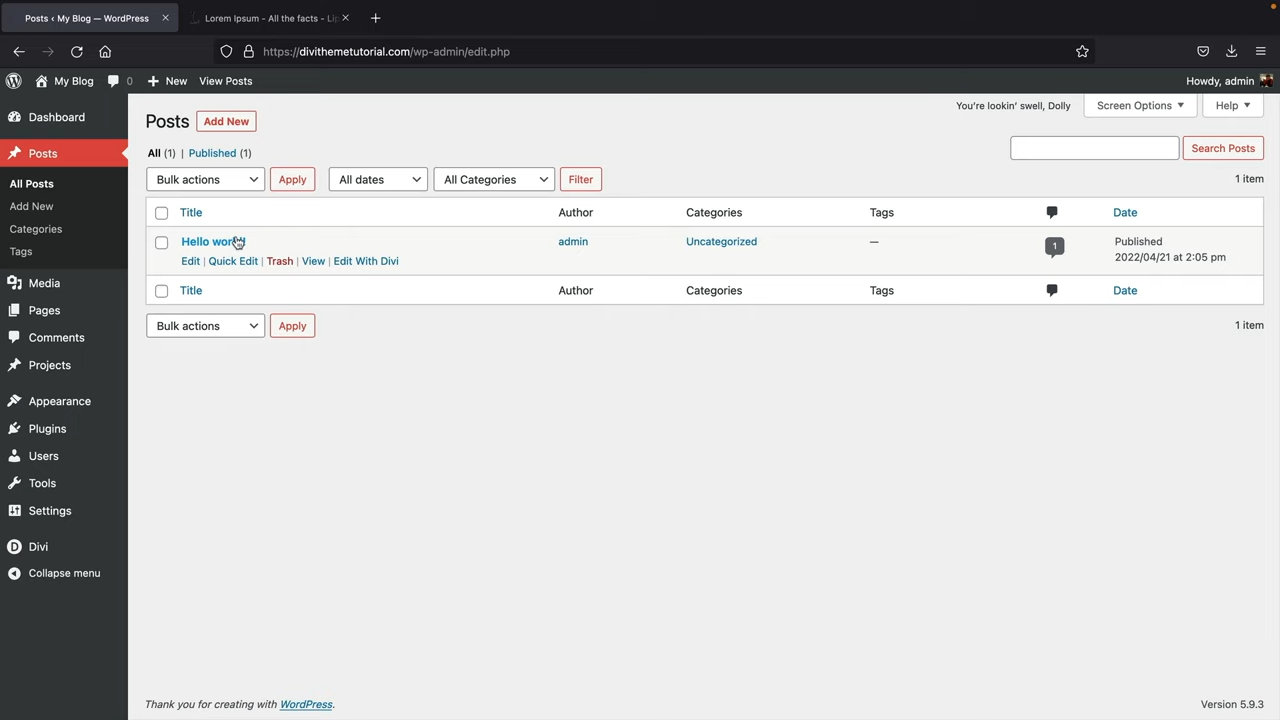 Posts ‹ My Blog — WordPress
Lorem Ipsum - All the facts - Lip
https://divithemetutorial.com/wp-admin/edit.php
My Blog 0 New View Posts Howdy, admin
Dashboard
Posts
All Posts
Add New
Categories
Tags
Media
Pages
Comments
Projects
Appearance
Plugins
Users
Tools
Settings
Divi
Collapse menu
You're lookin' swell, Dolly
Screen Options
Help
Posts Add New
All (1) | Published (1)
Search Posts
Bulk actions Apply All dates All Categories Filter
1 item
Title Author Categories Tags Date
Hello world! admin Uncategorized — 1 Published
2022/04/21 at 2:05 pm
Edit | Quick Edit | Trash | View | Edit With Divi
Title Author Categories Tags Date
Bulk actions Apply
1 item
Thank you for creating with WordPress.
Version 5.9.3